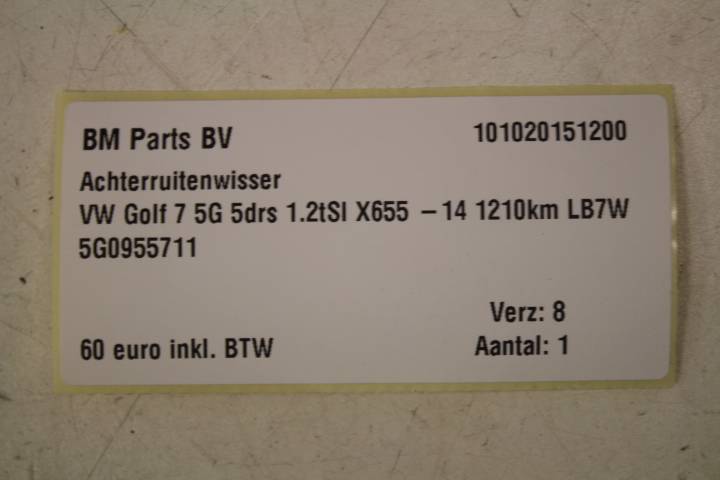 BM Parts BV 101020151200
Achterruitenwisser
VW Golf 7 5G 5drs 1.2tSI X655 – 14 1210km LB7W
5G0955711
Verz: 8
60 euro inkl. BTW Aantal: 1